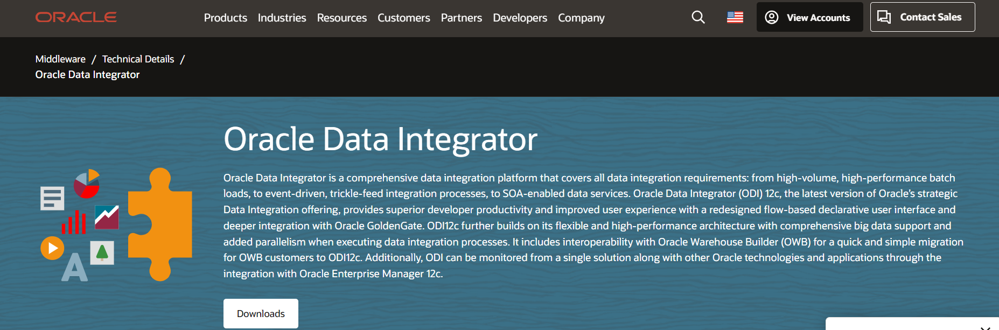 ORACLE
Products Industries Resources Customers Partners Developers Company
View Accounts
Contact Sales
Middleware / Technical Details /
Oracle Data Integrator
Oracle Data Integrator
Oracle Data Integrator is a comprehensive data integration platform that covers all data integration requirements: from high-volume, high-performance batch
loads, to event-driven, trickle-feed integration processes, to SOA-enabled data services. Oracle Data Integrator (ODI) 12c, the latest version of Oracle’s strategic
Data Integration offering, provides superior developer productivity and improved user experience with a redesigned flow-based declarative user interface and
deeper integration with Oracle GoldenGate. ODI12c further builds on its flexible and high-performance architecture with comprehensive big data support and
added parallelism when executing data integration processes. It includes interoperability with Oracle Warehouse Builder (OWB) for a quick and simple migration
for OWB customers to ODI12c. Additionally, ODI can be monitored from a single solution along with other Oracle technologies and applications through the
integration with Oracle Enterprise Manager 12c.
A
Downloads